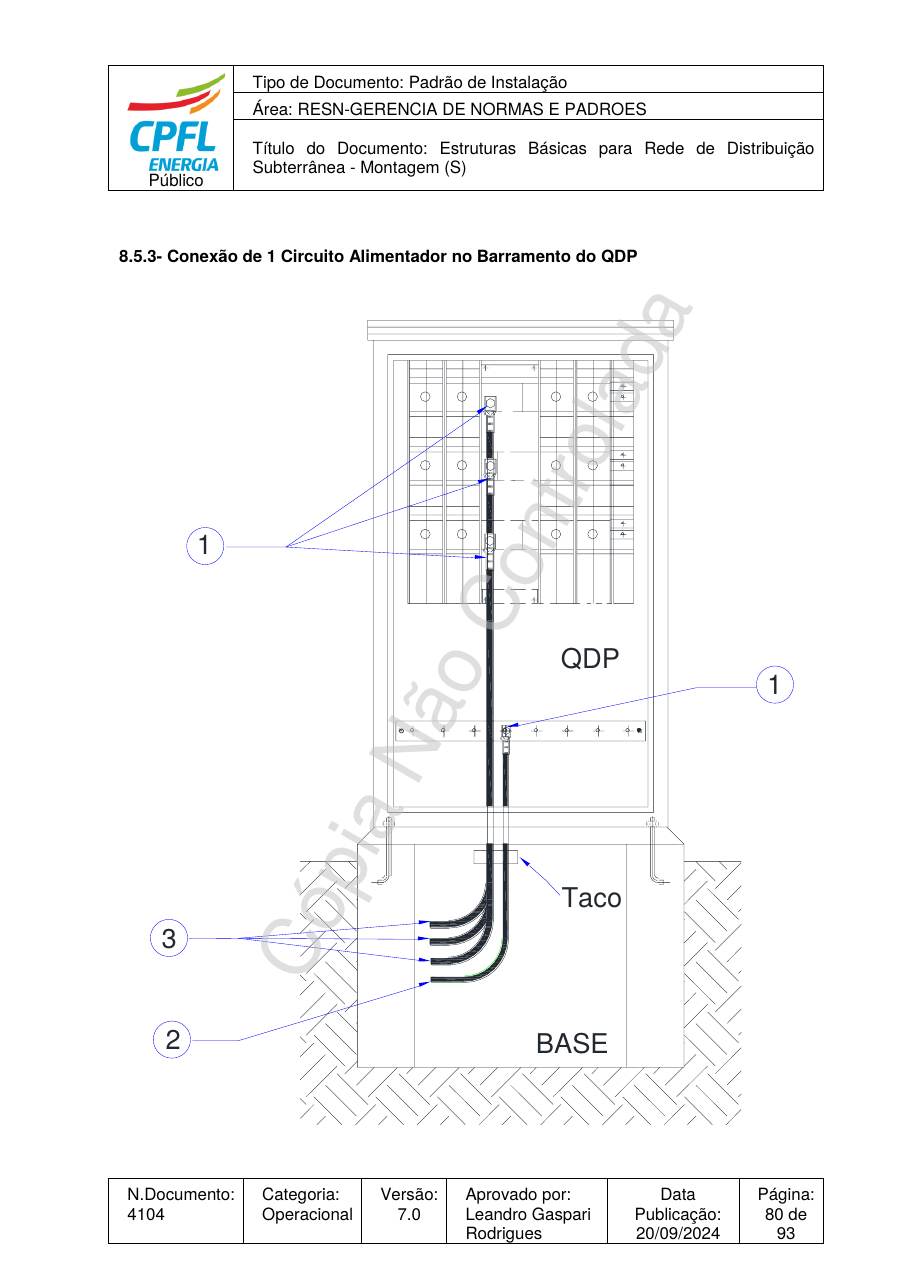 CPFL
ENERGIA
Público
Tipo de Documento: Padrão de Instalação
Área: RESN-GERENCIA DE NORMAS E PADROES
Título do Documento: Estruturas Básicas para Rede de Distribuição
Subterrânea - Montagem (S)
8.5.3- Conexão de 1 Circuito Alimentador no Barramento do QDP
1
QDP
1
Taco
3
2
BASE
Cópia Não Controlada
N.Documento:
4104
Categoria:
Operacional
Versão:
7.0
Aprovado por:
Leandro Gaspari
Rodrigues
Data
Publicação:
20/09/2024
Página:
80 de
93